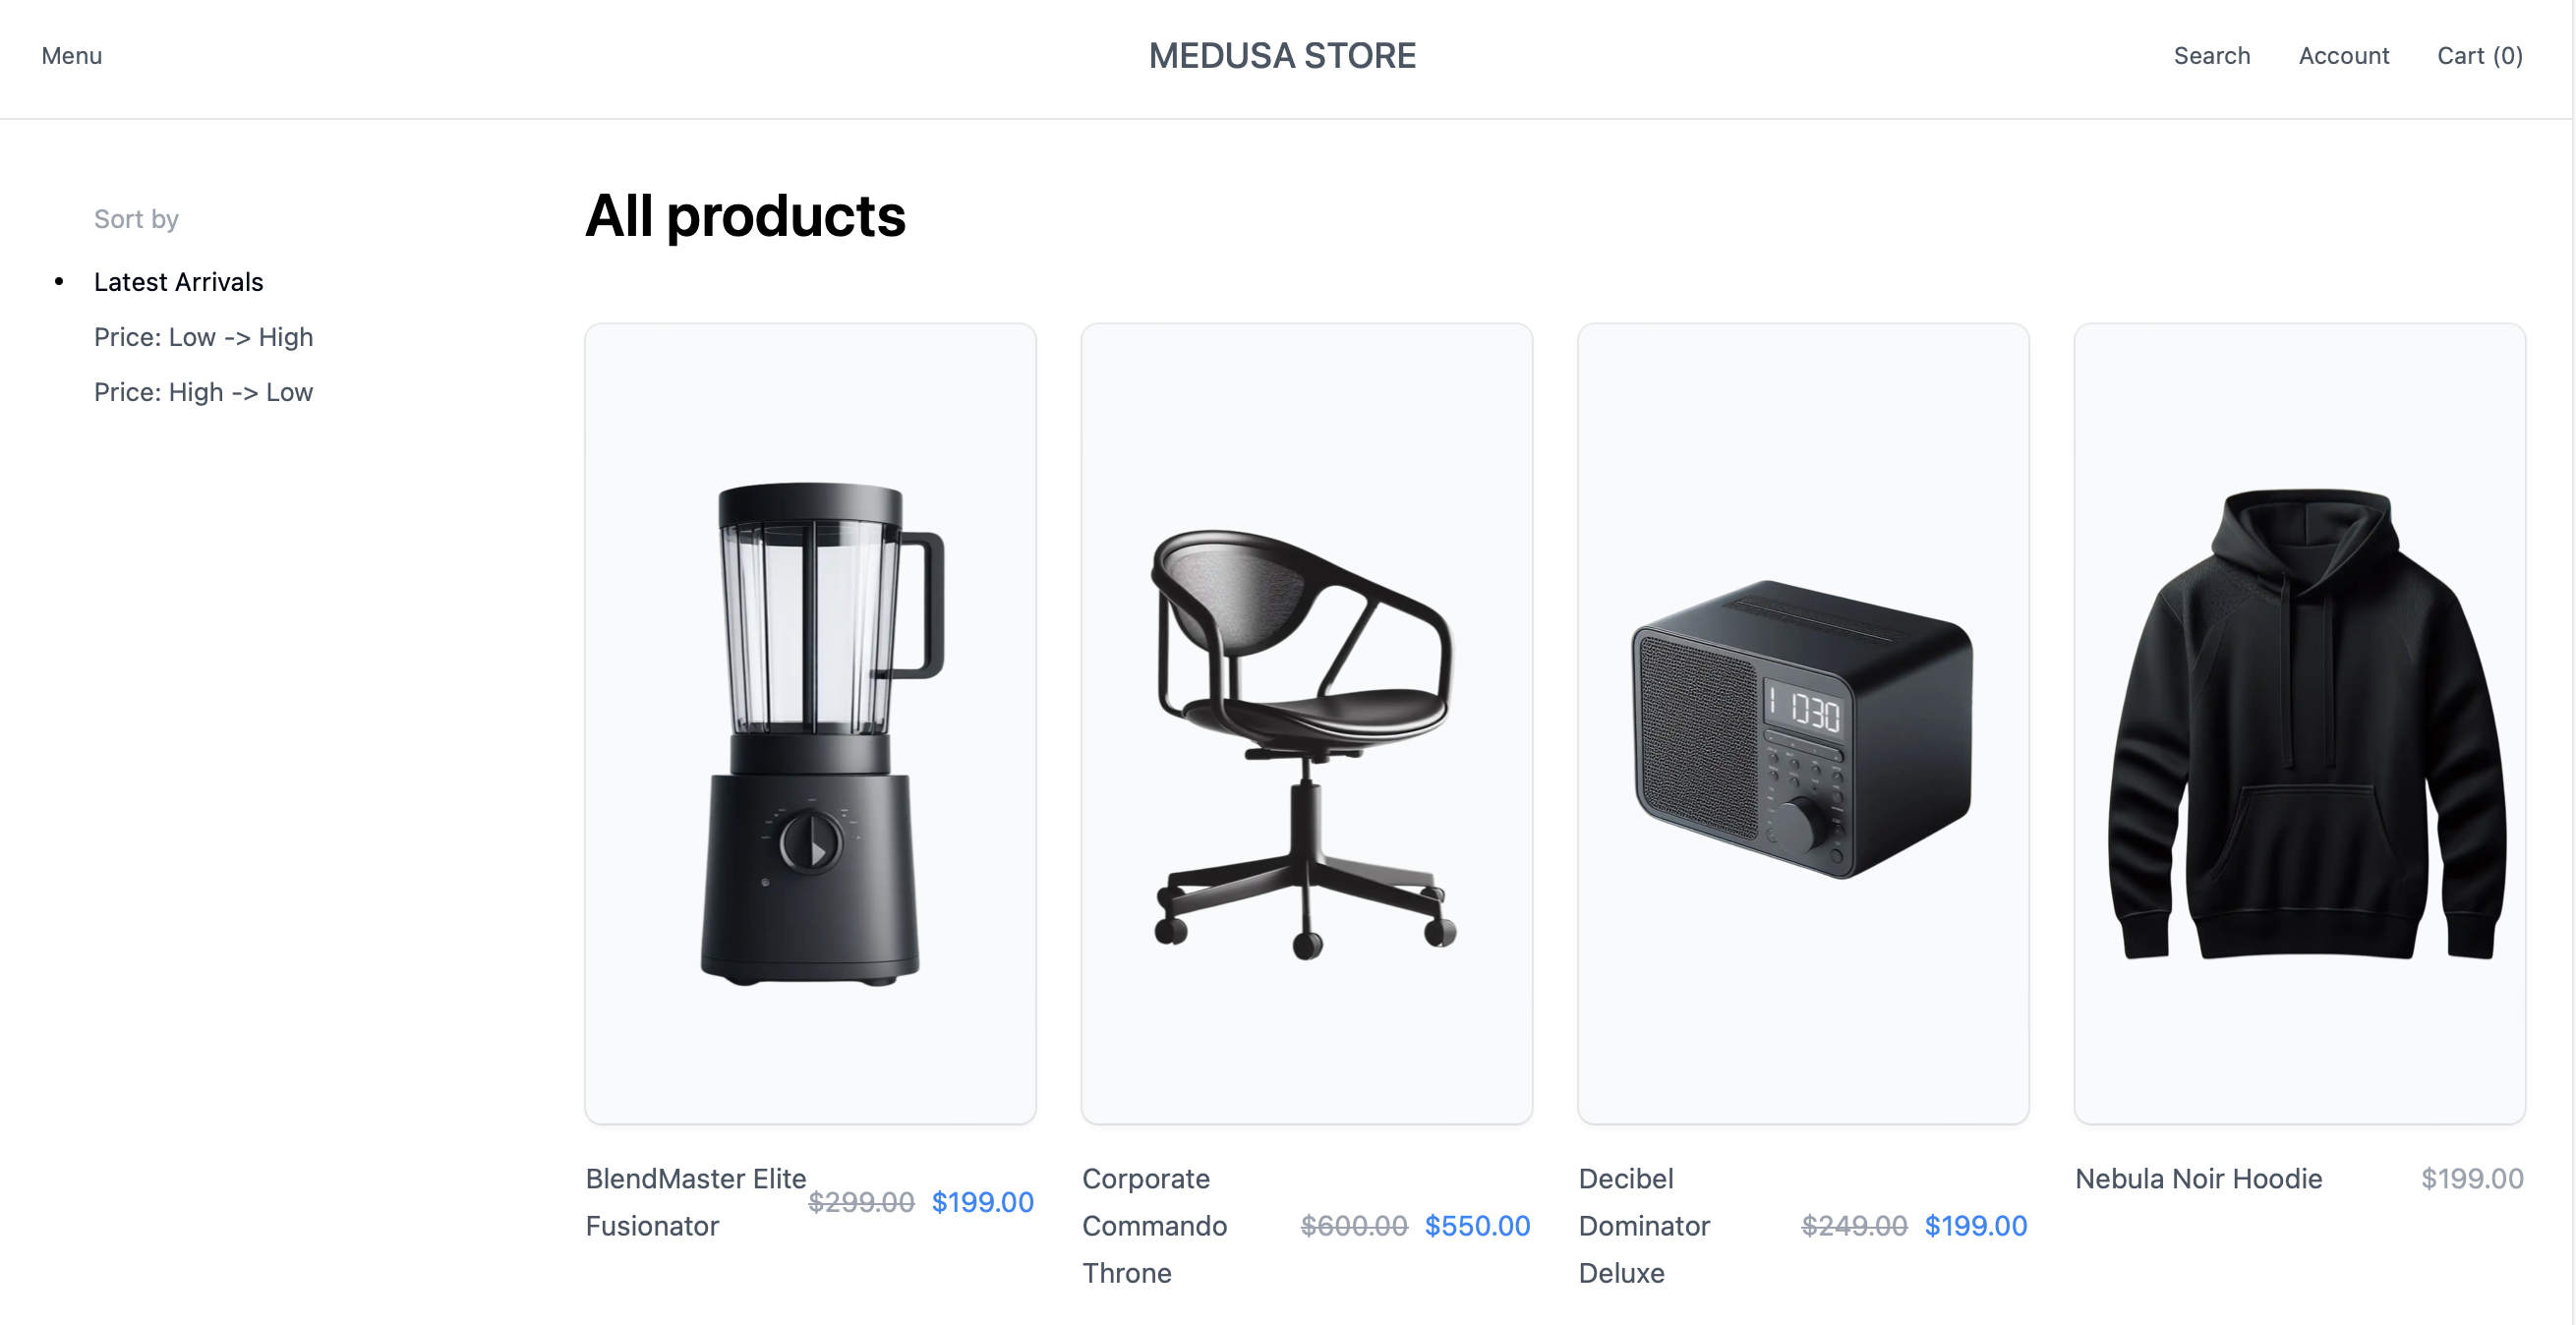 Menu
MEDUSA STORE
Search
Account
Cart (0)
Sort by
Latest Arrivals
Price: Low -> High
Price: High -> Low
All products
1 1030
BlendMaster Elite
Fusionator
$299.00 $199.00
Corporate
Commando
Throne
$600.00 $550.00
Decibel
Dominator
Deluxe
$249.00 $199.00
Nebula Noir Hoodie
$199.00